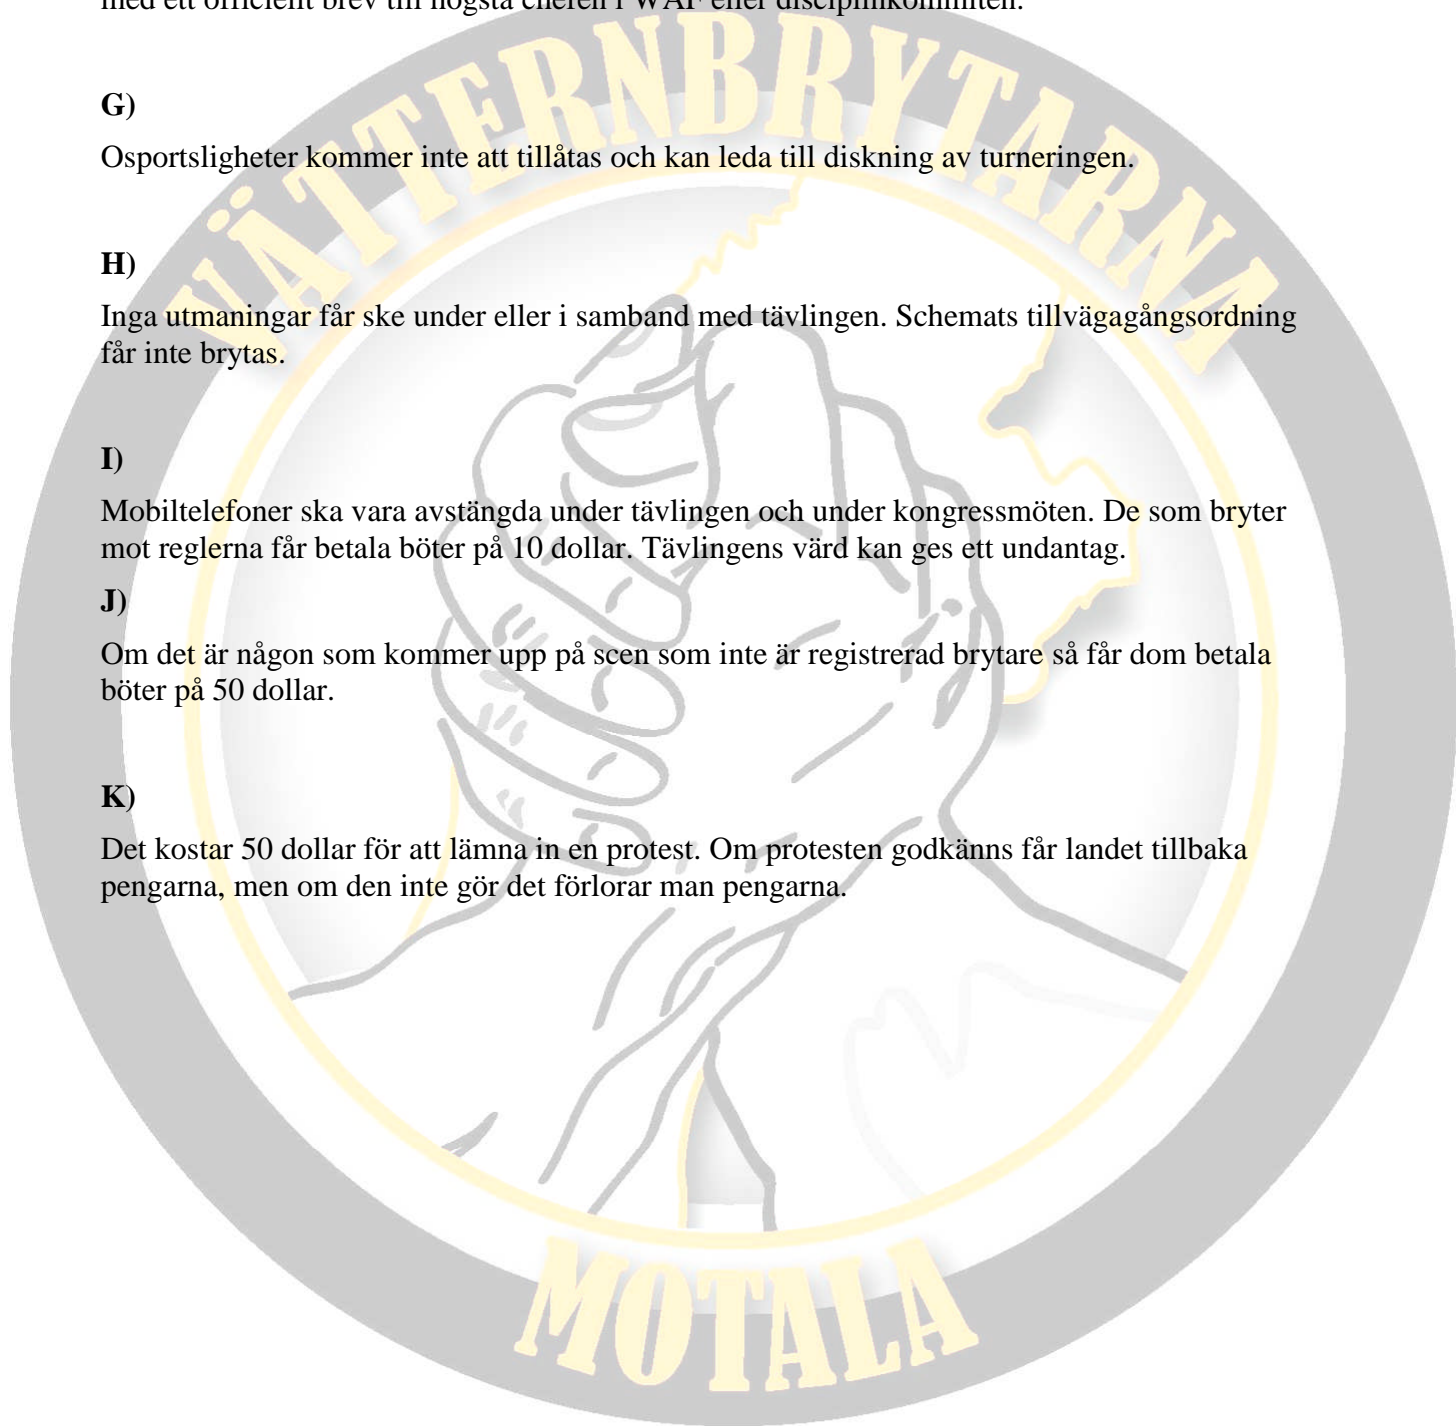 med ett officiellt brev till högsta chefen i WAF eller disciplinkommittén.
G)
Osportsligheter kommer inte att tillåtas och kan leda till diskning av turneringen.
H)
Inga utmaningar får ske under eller i samband med tävlingen. Schemats tillvägagångsordning
får inte brytas.
I)
Mobiltelefoner ska vara avstängda under tävlingen och under kongressmöten. De som bryter
mot reglerna får betala böter på 10 dollar. Tävlingens värd kan ges ett undantag.
J)
Om det är någon som kommer upp på scen som inte är registrerad brytare så får dom betala
böter på 50 dollar.
K)
Det kostar 50 dollar för att lämna in en protest. Om protesten godkänns får landet tillbaka
pengarna, men om den inte gör det förlorar man pengarna.
VÄTTERNBRYTARNA
MOTALA